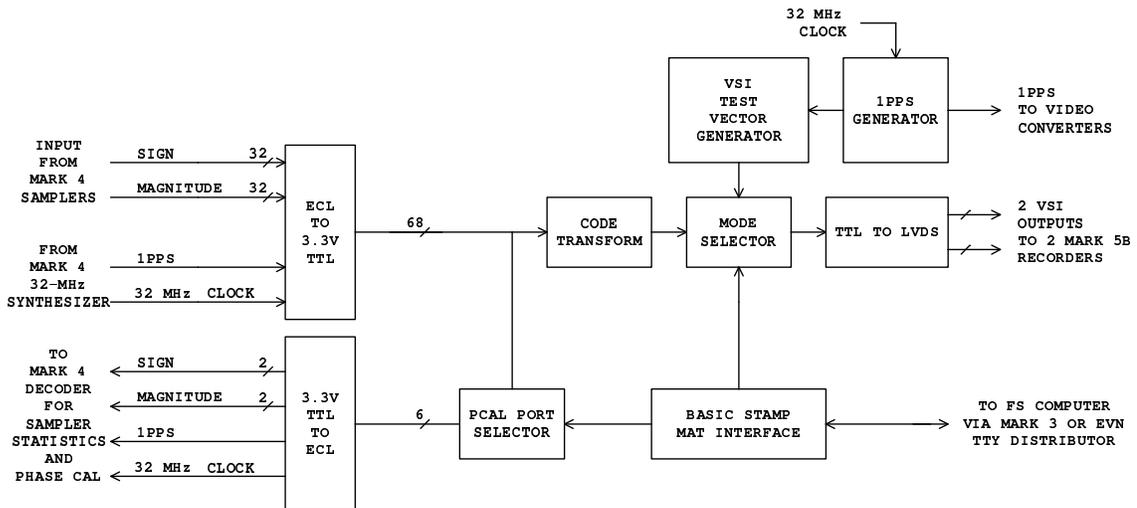 32 MHz
CLOCK
VSI
TEST
VECTOR
GENERATOR
1PPS
GENERATOR
1PPS
TO VIDEO
CONVERTERS
INPUT
FROM
MARK 4
SAMPLERS
SIGN
32
MAGNITUDE
32
FROM
MARK 4
32-MHz
SYNTHESIZER
1PPS
32 MHz CLOCK
ECL
TO
3.3V
TTL
68
CODE
TRANSFORM
MODE
SELECTOR
TTL TO LVDS
2 VSI
OUTPUTS
TO 2 MARK 5B
RECORDERS
TO
MARK 4
DECODER
FOR
SAMPLER
STATISTICS
AND
PHASE CAL
SIGN
2
MAGNITUDE
2
1PPS
32 MHz CLOCK
3.3V
TTL
TO
ECL
6
PCAL PORT
SELECTOR
BASIC STAMP
MAT INTERFACE
TO FS COMPUTER
VIA MARK 3 OR EVN
TTY DISTRIBUTOR